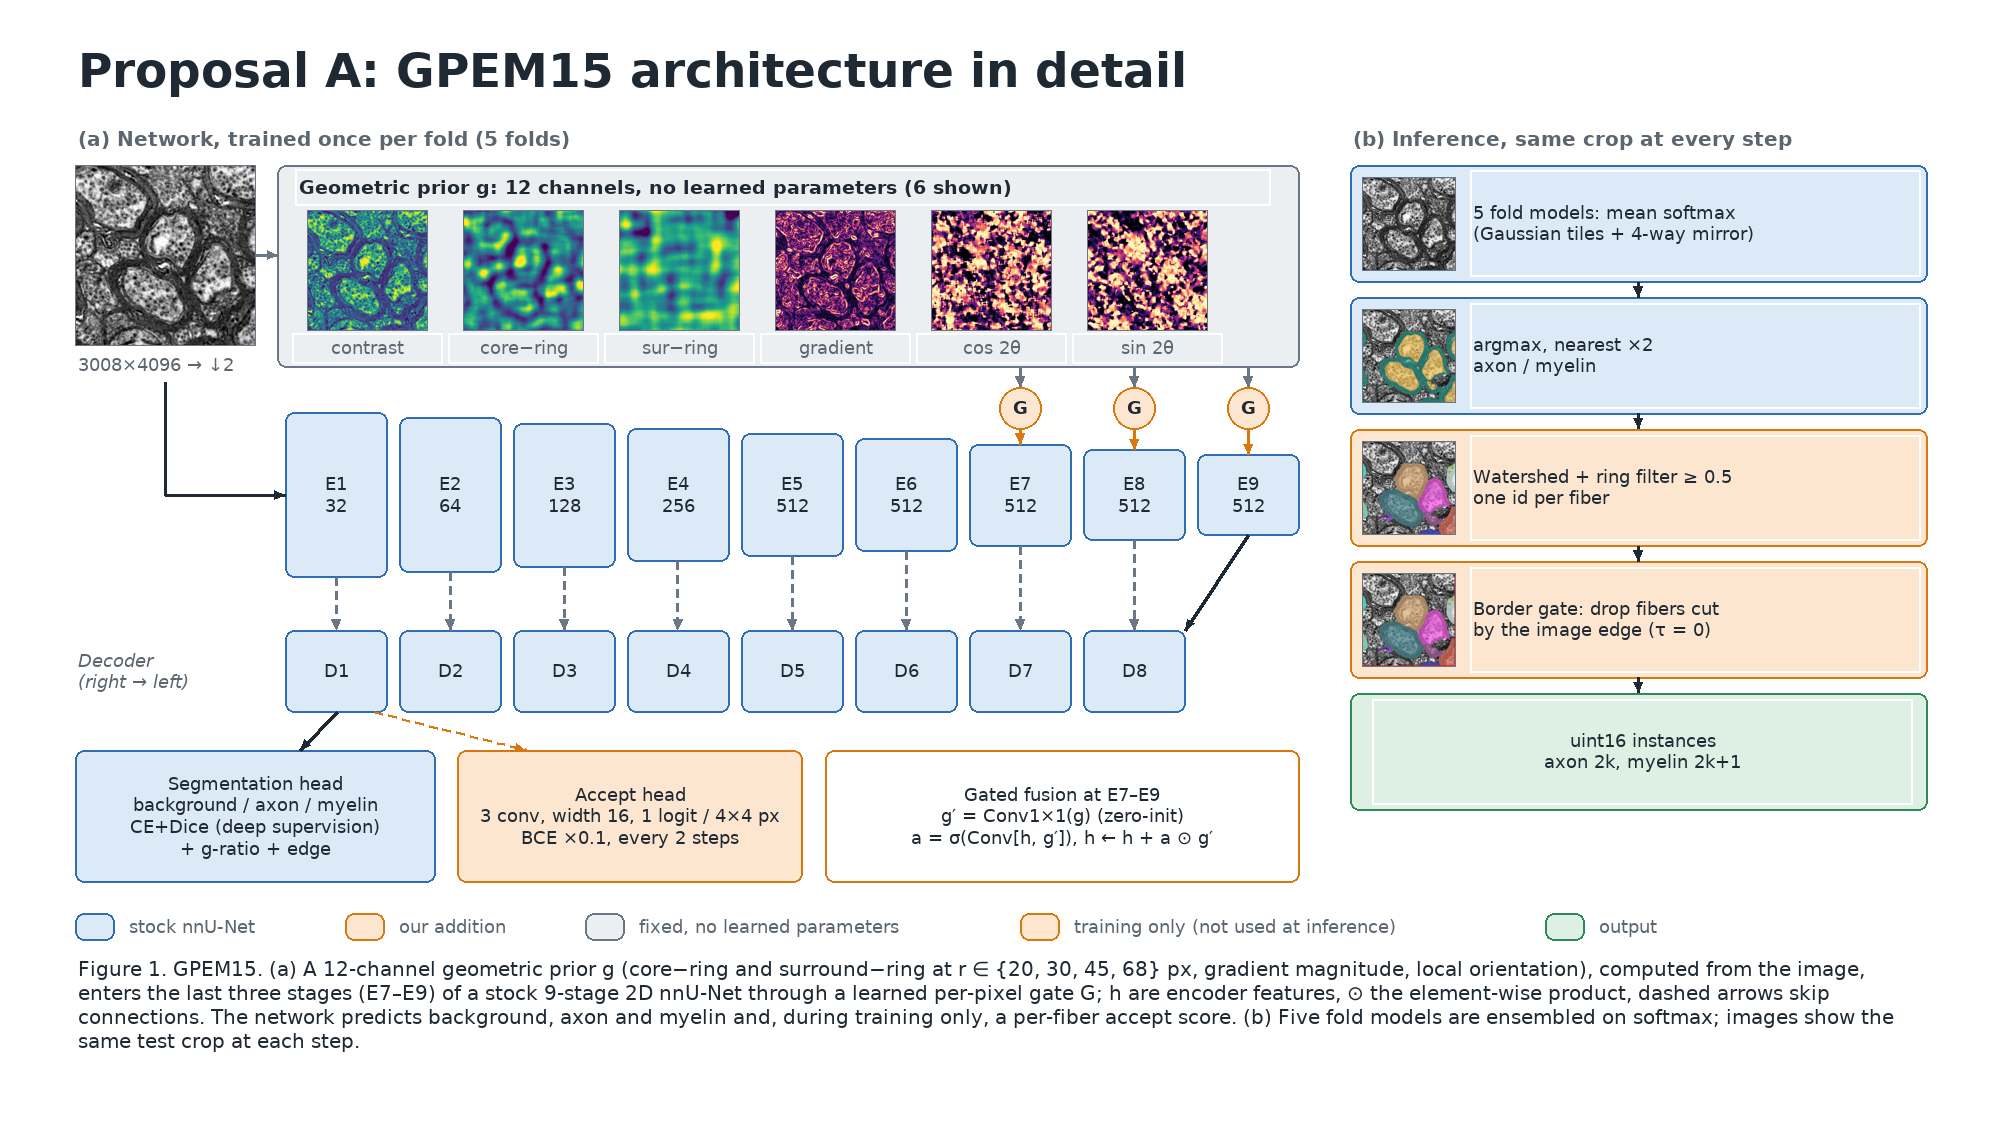 Proposal A: GPEM15 architecture in detail
(a) Network, trained once per fold (5 folds)
(b) Inference, same crop at every step
Geometric prior g: 12 channels, no learned parameters (6 shown)
contrast
core−ring
sur−ring
gradient
cos 2θ
sin 2θ
3008×4096 → ↓2
G
G
G
E1
32
E2
64
E3
128
E4
256
E5
512
E6
512
E7
512
E8
512
E9
512
Decoder
(right → left)
D1
D2
D3
D4
D5
D6
D7
D8
Segmentation head
background / axon / myelin
CE+Dice (deep supervision)
+ g-ratio + edge
Accept head
3 conv, width 16, 1 logit / 4×4 px
BCE ×0.1, every 2 steps
Gated fusion at E7–E9
g′ = Conv1×1(g) (zero-init)
a = σ(Conv[h, g′]), h ← h + a ⊙ g′
5 fold models: mean softmax
(Gaussian tiles + 4-way mirror)
argmax, nearest ×2
axon / myelin
Watershed + ring filter ≥ 0.5
one id per fiber
Border gate: drop fibers cut
by the image edge (τ = 0)
uint16 instances
axon 2k, myelin 2k+1
stock nnU-Net
our addition
fixed, no learned parameters
training only (not used at inference)
output
Figure 1. GPEM15. (a) A 12-channel geometric prior g (core−ring and surround−ring at r ∈ {20, 30, 45, 68} px, gradient magnitude, local orientation), computed from the image,
enters the last three stages (E7–E9) of a stock 9-stage 2D nnU-Net through a learned per-pixel gate G; h are encoder features, ⊙ the element-wise product, dashed arrows skip
connections. The network predicts background, axon and myelin and, during training only, a per-fiber accept score. (b) Five fold models are ensembled on softmax; images show the
same test crop at each step.